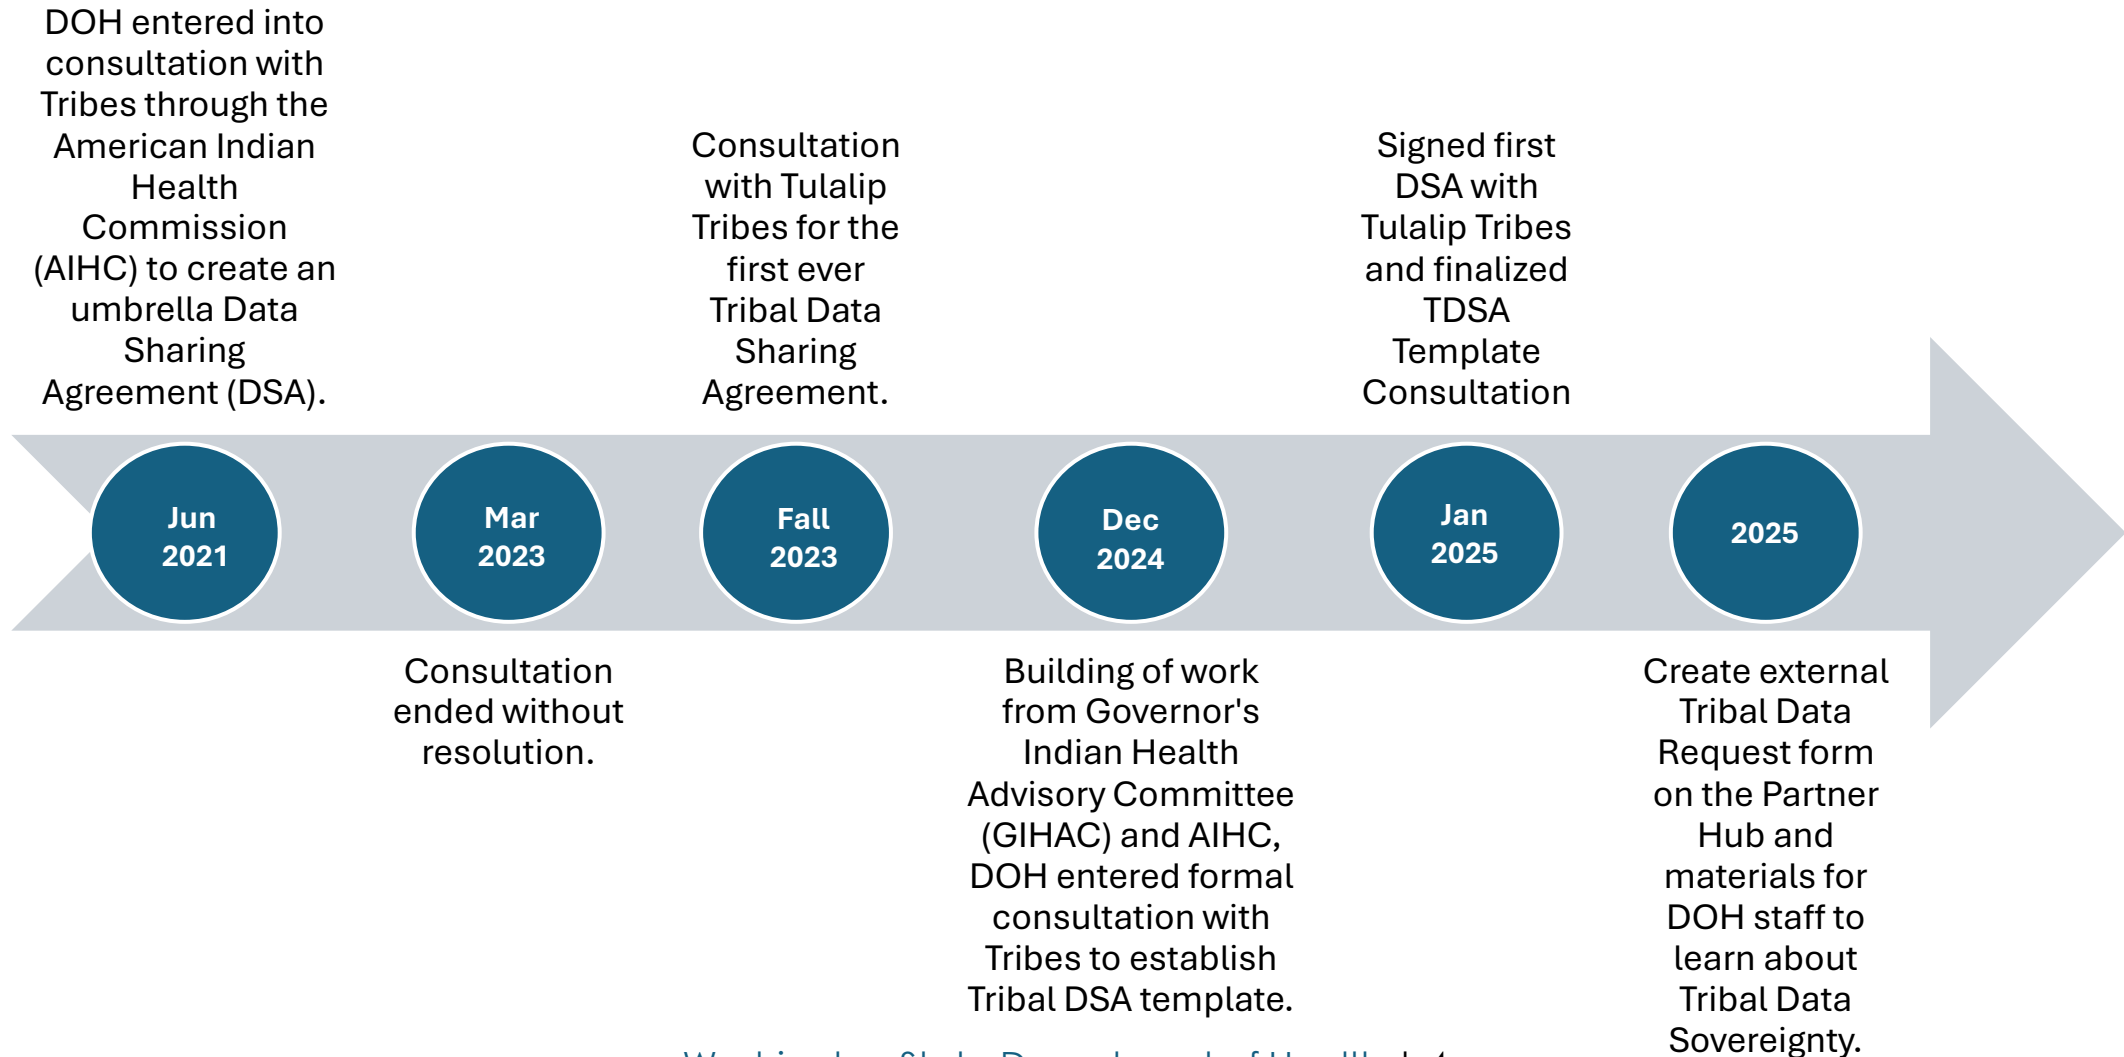 DOH entered into
consultation with
Tribes through the
American Indian
Health
Commission
(AIHC) to create an
umbrella Data
Sharing
Agreement (DSA).
Consultation
with Tulalip
Tribes for the
first ever
Tribal Data
Sharing
Agreement.
Signed first
DSA with
Tulalip Tribes
and finalized
TDSA
Template
Consultation
Jun
2021
Mar
2023
Fall
2023
Dec
2024
Jan
2025
2025
Consultation
ended without
resolution.
Building of work
from Governor's
Indian Health
Advisory Committee
(GIHAC) and AIHC,
DOH entered formal
consultation with
Tribes to establish
Tribal DSA template.
Create external
Tribal Data
Request form
on the Partner
Hub and
materials for
DOH staff to
learn about
Tribal Data
Sovereignty.
Washington State Department of Health